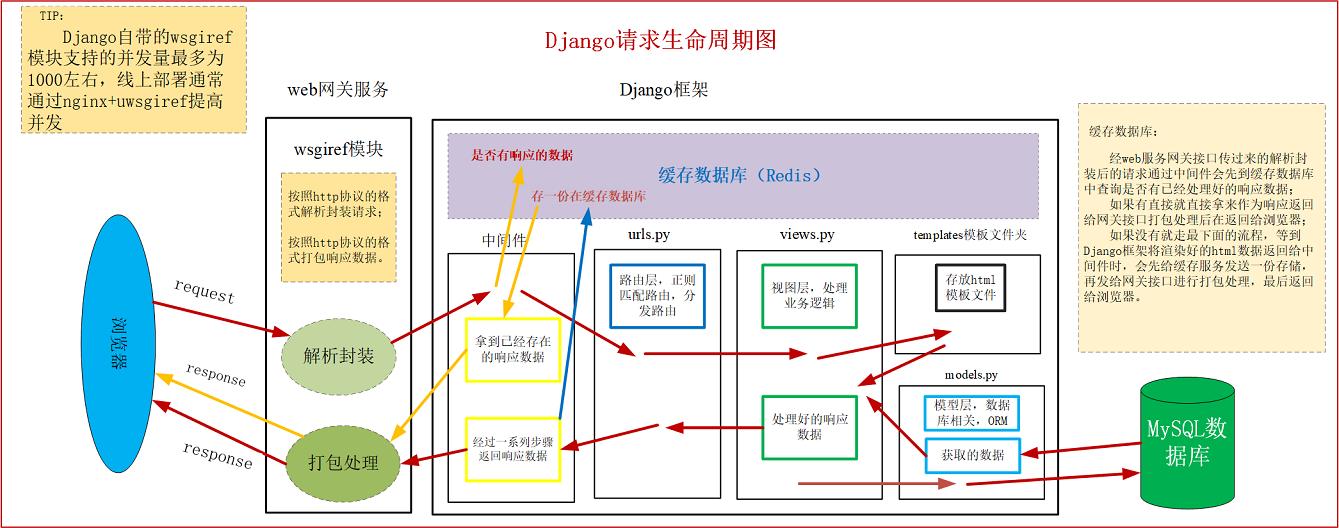 TIP:
Django自带的wsgiref
模块支持的并发量最多为
1000左右，线上部署通常
通过nginx+uwsgiref提高
并发
Django请求生命周期图
web网关服务
Django框架
wsgiref模块
按照http协议的格
式解析封装请求；
按照http协议的格
式打包响应数据。
是否有响应的数据
缓存数据库（Redis）
存一份在缓存数据库
缓存数据库：
经web服务网关接口传过来的解析封
装后的请求通过中间件会先到缓存数据库
中查询是否有已经处理好的响应数据；
如果有直接就直接拿来作为响应返回
给网关接口打包处理后在返回给浏览器；
如果没有就走最下面的流程，等到
Django框架将渲染好的html数据返回给中
间件时，会先给缓存服务发送一份存储，
再发给网关接口进行打包处理，最后返回
给浏览器。
中间件
urls.py
views.py
templates模板文件夹
路由层，正则
匹配路由，分
发路由
视图层，处理
业务逻辑
存放html
模板文件
浏览器
request
解析封装
拿到已经存在
的响应数据
response
response
打包处理
经过一系列步骤
返回响应数据
处理好的响应
数据
models.py
模型层，数据
库相关，ORM
获取的数据
MySQL数
据库